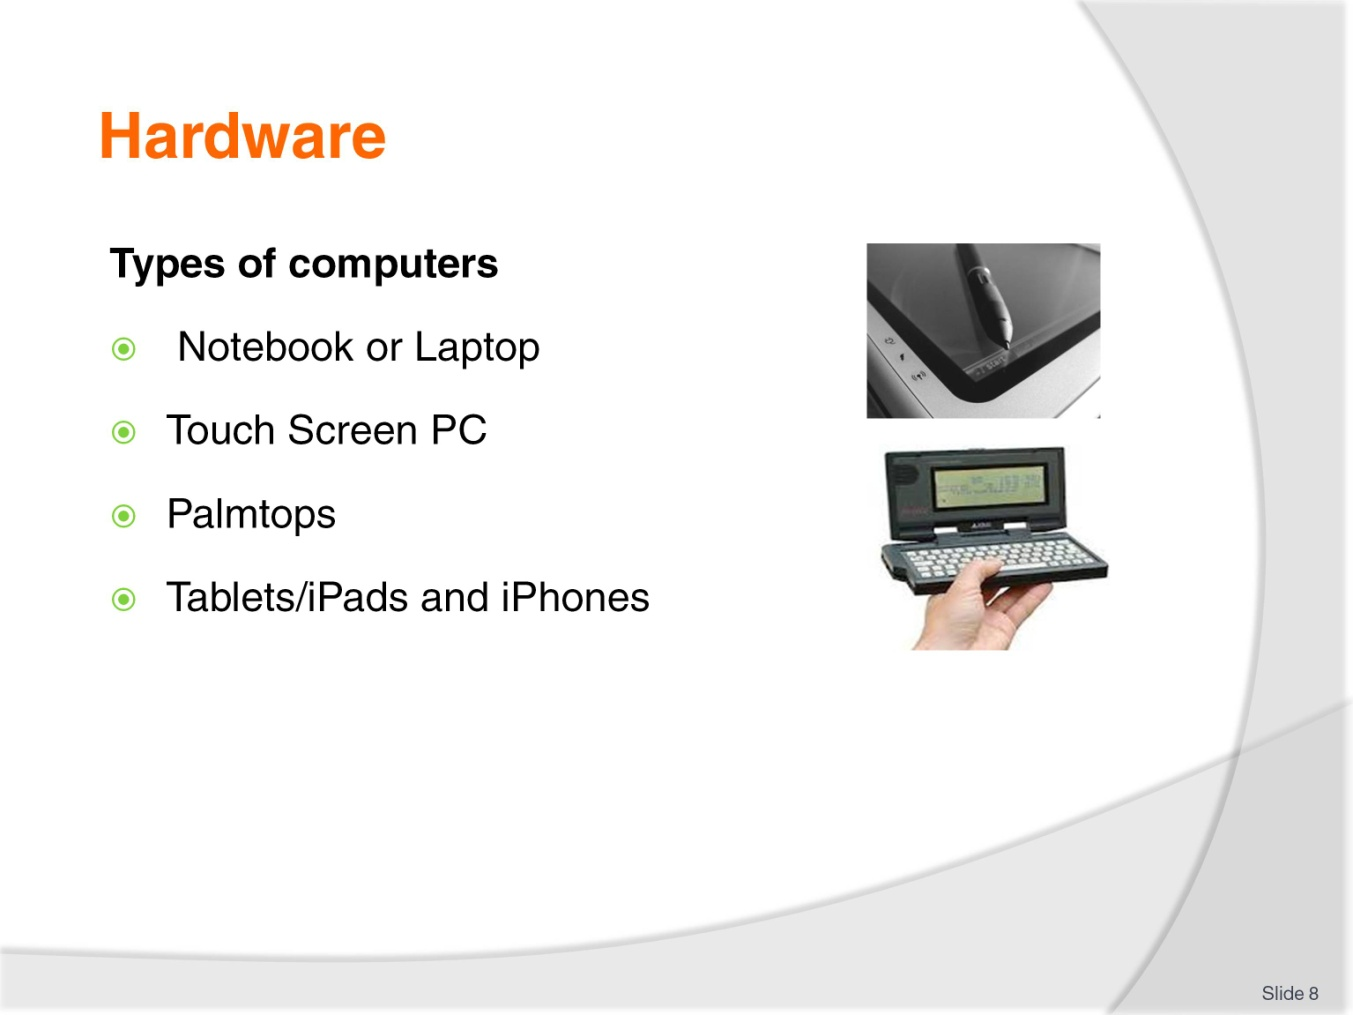 Hardware
Types of computers
Notebook or Laptop
Touch Screen PC
Palmtops
Tablets/iPads and iPhones
Slide 8